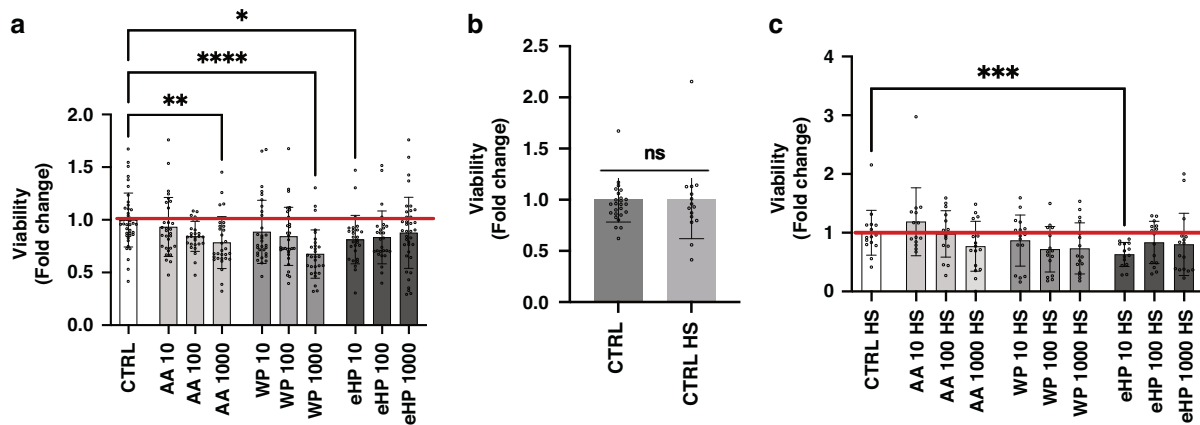 a
*
****
**
Viability
(Fold change)
2.0
1.5
1.0
0.5
0.0
CTRL
AA 10
AA 100
AA 1000
WP 10
WP 100
WP 1000
eHP 10
eHP 100
eHP 1000
b
Viability
(Fold change)
2.5
2.0
1.5
1.0
0.5
0.0
ns
CTRL
CTRL HS
c
***
Viability
(Fold change)
4
3
2
1
0
CTRL HS
AA 10 HS
AA 100 HS
AA 1000 HS
WP 10 HS
WP 100 HS
WP 1000 HS
eHP 10 HS
eHP 100 HS
eHP 1000 HS